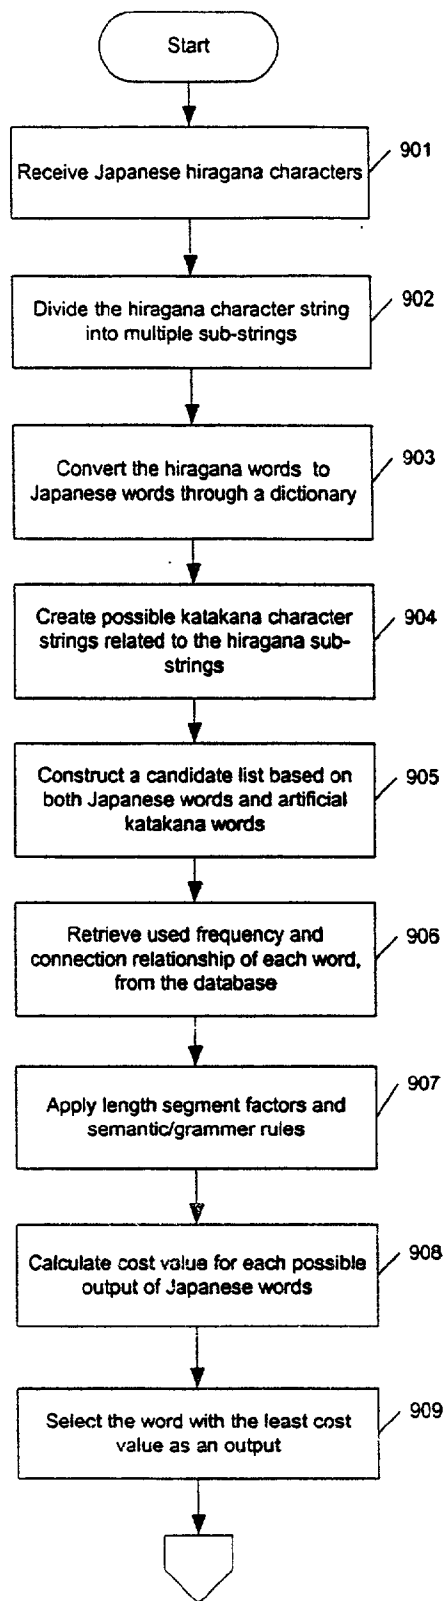 Start
Receive Japanese hiragana characters
901
Divide the hiragana character string
into multiple sub-strings
902
Convert the hiragana words to
Japanese words through a dictionary
903
Create possible katakana character
strings related to the hiragana sub-
strings
904
Construct a candidate list based on
both Japanese words and artificial
katakana words
905
Retrieve used frequency and
connection relationship of each word,
from the database
906
Apply length segment factors and
semantic/grammer rules
907
Calculate cost value for each possible
output of Japanese words
908
Select the word with the least cost
value as an output
909